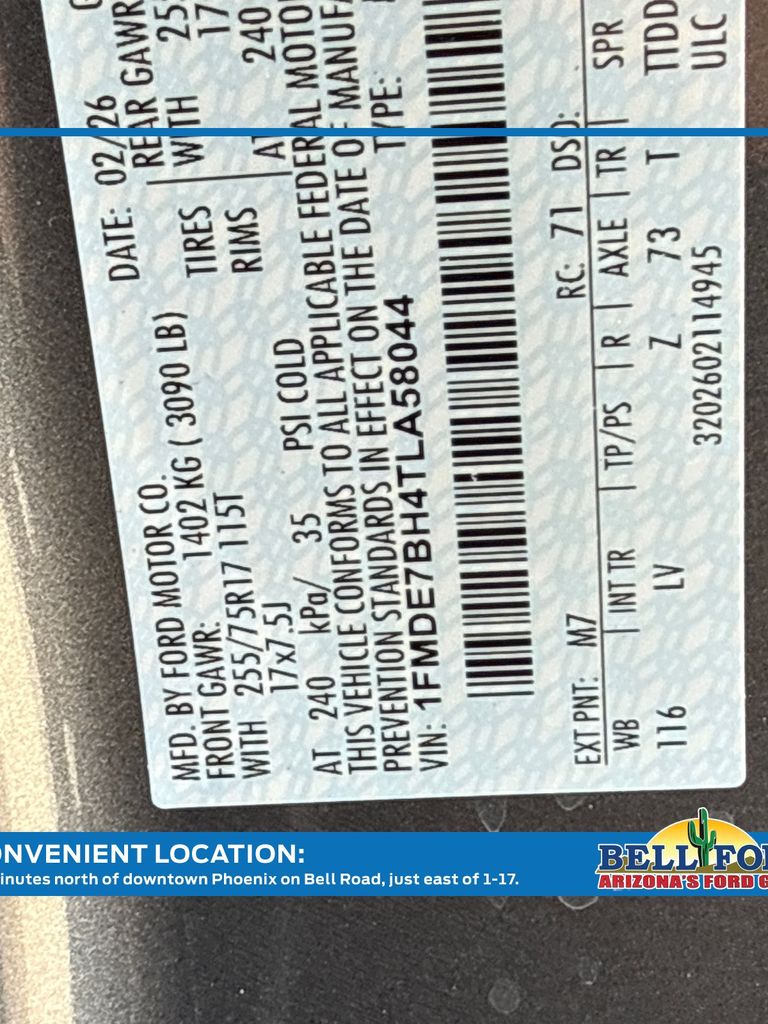 MFD. BY FORD MOTOR CO.
DATE: 02/26
FRONT GAWR: 1402 KG ( 3090 LB)
REAR GAWR
WITH 255/75R17 115T
TIRES
WITH
17x7.5J
RIMS
AT 240 kPa/ 35 PSI COLD
AT 240
THIS VEHICLE CONFORMS TO ALL APPLICABLE FEDERAL
PREVENTION STANDARDS IN EFFECT ON THE DATE OF
VIN: 1FMDE7BH4TLA58044
TYPE:
EXT PNT: M7
RC: 71 DSO:
WB | INT TR | TP/PS | R | AXLE | TR | SPR
116 LV Z 73 T TTDD
3202602114945 ULC
LOCATION:
north of downtown Phoenix on Bell Road, just east of 1-17.
BELL
ARIZONA'S FORD